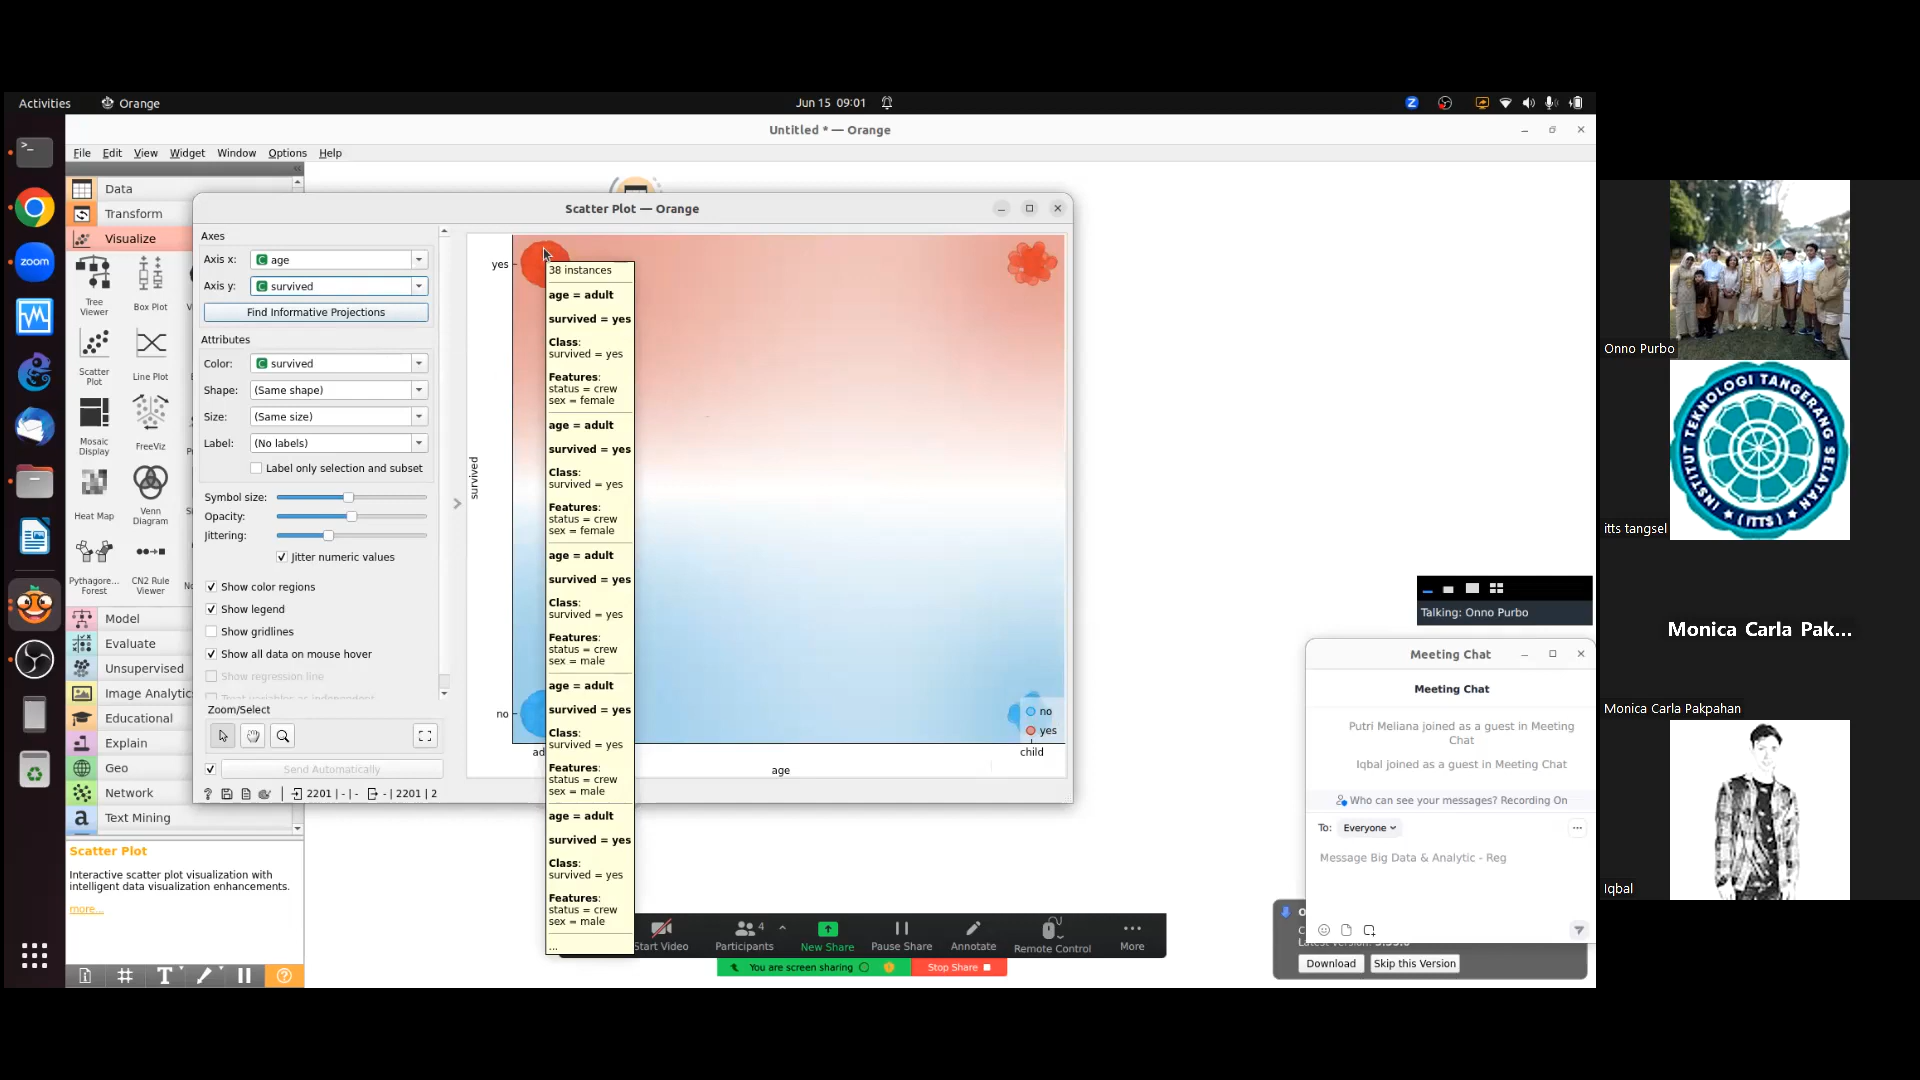 Activities
Orange
Jun 15 09:01
Untitled * — Orange
File Edit View Widget Window Options Help
Data
Transform
Visualize
Tree Viewer
Box Plot
Scatter Plot
Line Plot
Mosaic Display
FreeViz
Heat Map
Venn Diagram
Pythagore... Forest
CN2 Rule Viewer
Model
Evaluate
Unsupervised
Image Analytics
Educational
Explain
Geo
Network
Text Mining
Scatter Plot
Interactive scatter plot visualization with
intelligent data visualization enhancements.
more...
Scatter Plot — Orange
Axes
Axis x: age
Axis y: survived
Find Informative Projections
Attributes
Color: survived
Shape: (Same shape)
Size: (Same size)
Label: (No labels)
Label only selection and subset
Symbol size:
Opacity:
Jittering:
Jitter numeric values
Show color regions
Show legend
Show gridlines
Show all data on mouse hover
Show regression line
Treat variables as independent
Zoom/Select
Send Automatically
2201 | - | - - | 2201 | 2
yes
survived
no
ad
child
age
no
yes
38 instances
age = adult
survived = yes
Class:
survived = yes
Features:
status = crew
sex = female
age = adult
survived = yes
Class:
survived = yes
Features:
status = crew
sex = female
age = adult
survived = yes
Class:
survived = yes
Features:
status = crew
sex = male
age = adult
survived = yes
Class:
survived = yes
Features:
status = crew
sex = male
age = adult
survived = yes
Class:
survived = yes
Features:
status = crew
sex = male
...
Start Video
4
Participants
New Share
Pause Share
Annotate
Remote Control
More
You are screen sharing
Stop Share
Talking: Onno Purbo
Meeting Chat
Meeting Chat
Putri Meliana joined as a guest in Meeting
Chat
Iqbal joined as a guest in Meeting Chat
Who can see your messages? Recording On
To: Everyone
Message Big Data & Analytic - Reg
Download
Skip this Version
zoom
Onno Purbo
INSTITUT TEKNOLOGI TANGERANG SELATAN
(ITTS)
itts tangsel
Monica Carla Pak...
Monica Carla Pakpahan
Iqbal